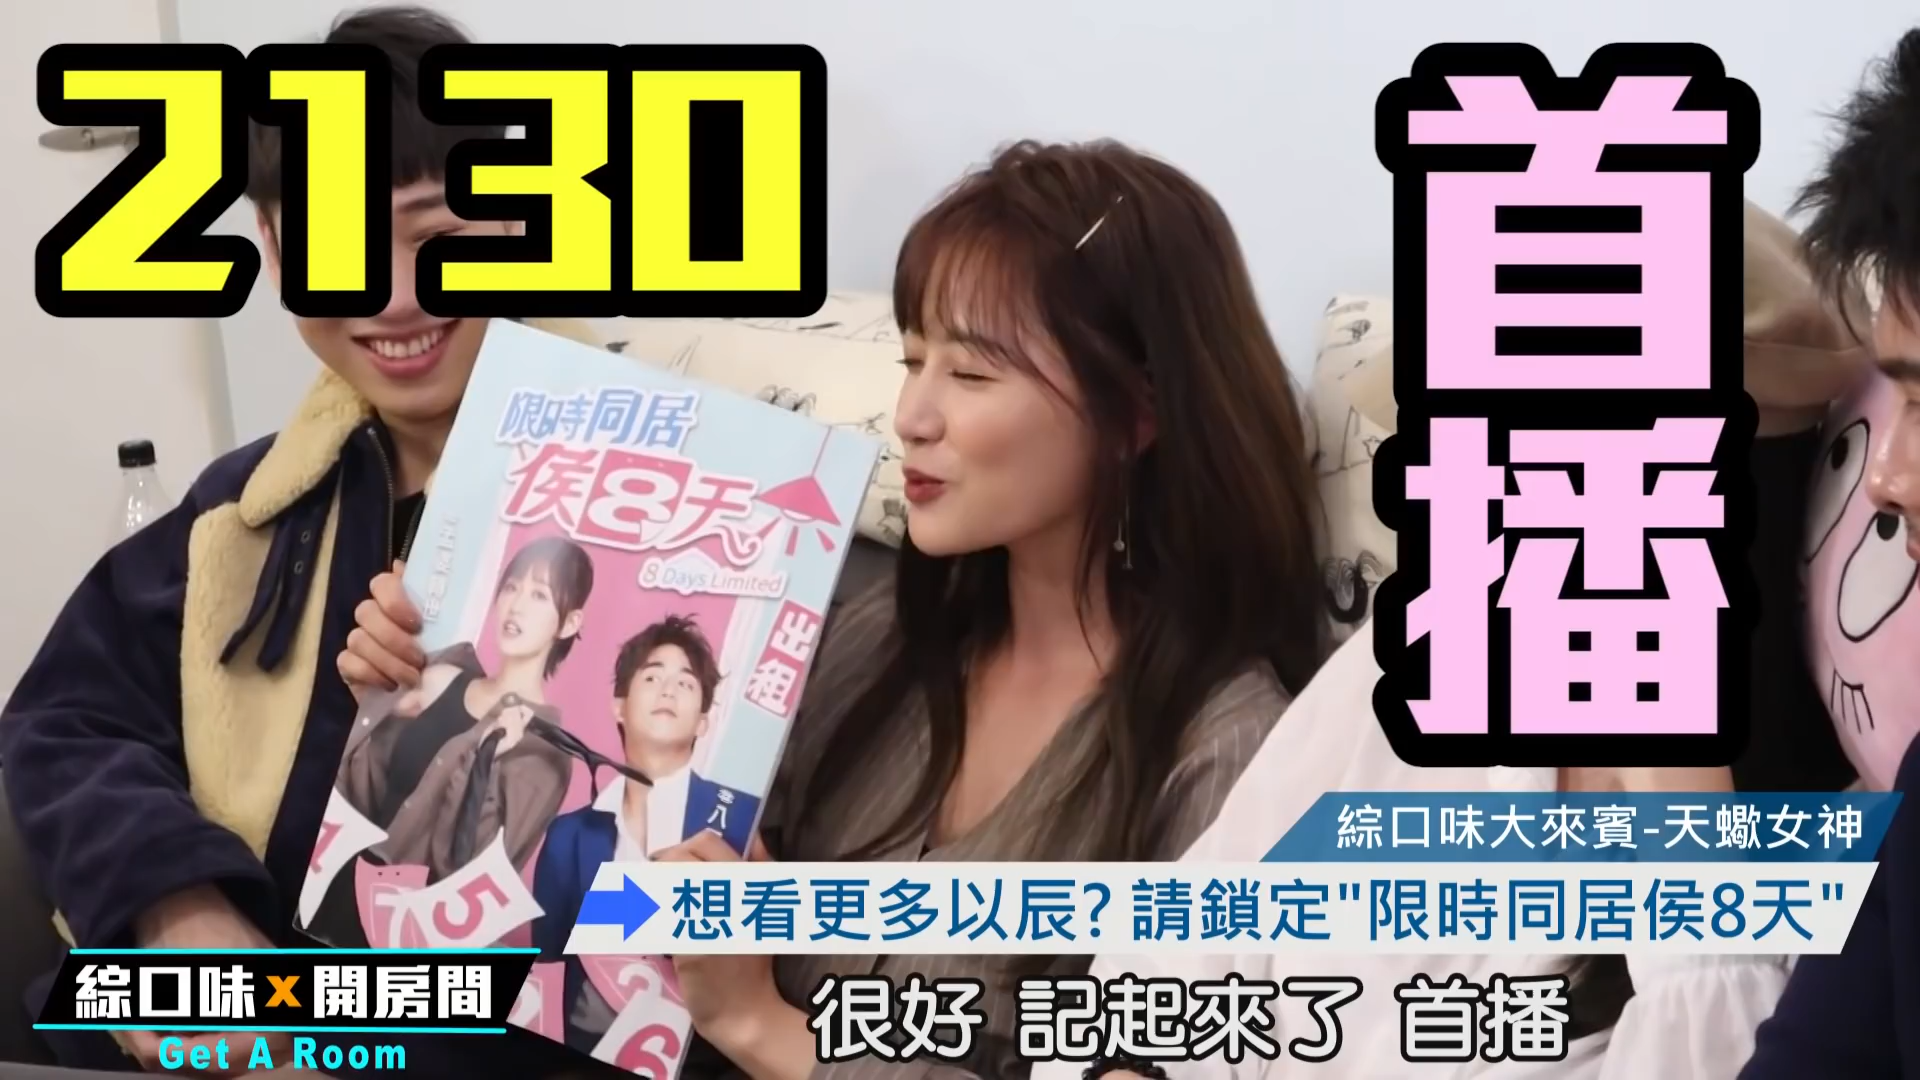 2130
首播
限時同居
侯8天
8 Days Limited
出租
5
6
綜口味大來賓-天蠍女神
想看更多以辰? 請鎖定"限時同居侯8天"
綜口味x開房間
Get A Room
很好 記起來了 首播